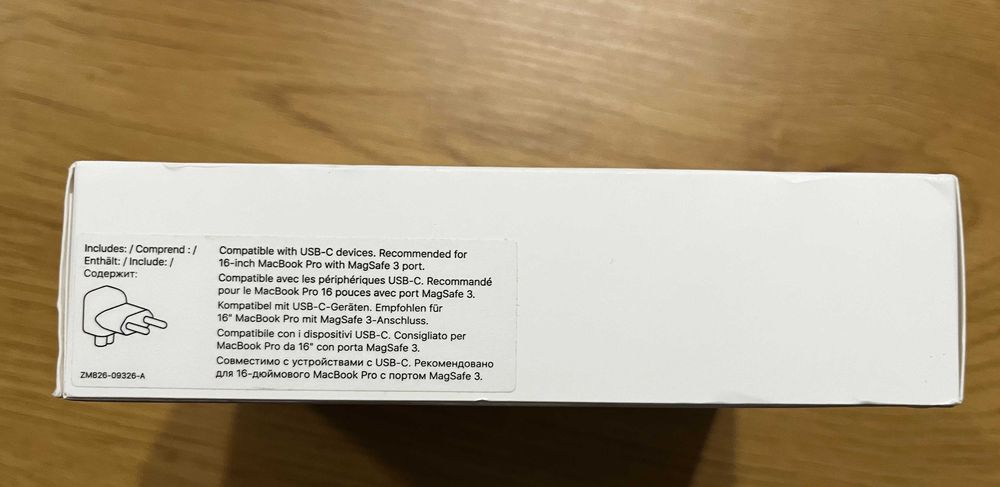 Includes: / Comprend : /
Enthält: / Include: /
Содержит:
ZM826-09326-A
Compatible with USB-C devices. Recommended for
16-inch MacBook Pro with MagSafe 3 port.
Compatible avec les périphériques USB-C. Recommandé
pour le MacBook Pro 16 pouces avec port MagSafe 3.
Kompatibel mit USB-C-Geräten. Empfohlen für
16" MacBook Pro mit MagSafe 3-Anschluss.
Compatibile con i dispositivi USB-C. Consigliato per
MacBook Pro da 16" con porta MagSafe 3.
Совместимо с устройствами с USB-C. Рекомендовано
для 16-дюймового MacBook Pro с портом MagSafe 3.